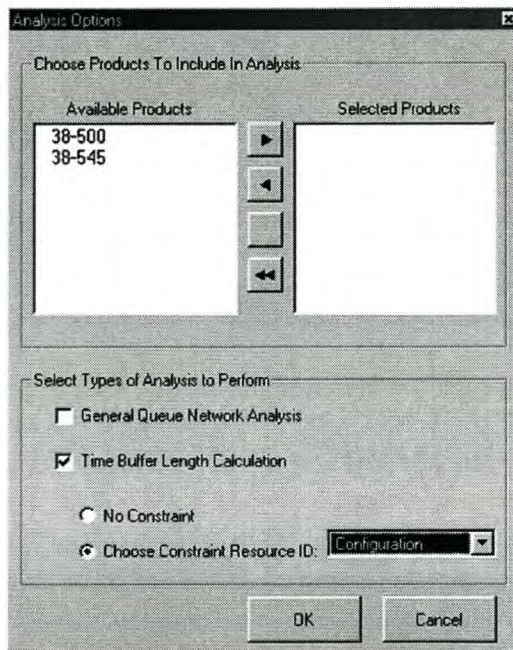 Analysis Options
Choose Products To Include In Analysis
Available Products
Selected Products
38-500
38-545
Select Types of Analysis to Perform
General Queue Network Analysis
Time Buffer Length Calculation
No Constraint
Choose Constraint Resource ID: Configuration
OK
Cancel